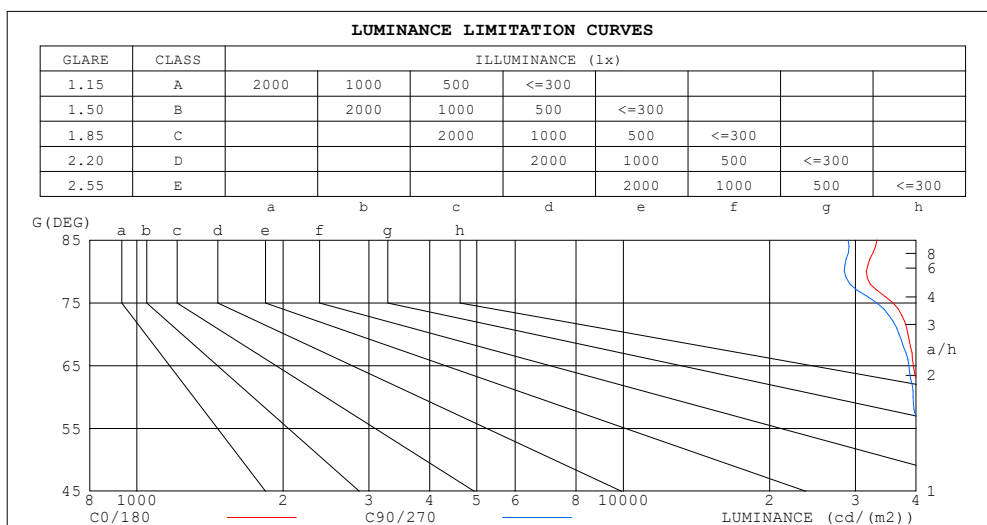 LUMINANCE LIMITATION CURVES
GLARE CLASS ILLUMINANCE (lx)
1.15 A 2000 1000 500 <=300
1.50 B 2000 1000 500 <=300
1.85 C 2000 1000 500 <=300
2.20 D 2000 1000 500 <=300
2.55 E 2000 1000 500 <=300
a b c d e f g h
G(DEG)
85 a b c d e f g h
8
6
75 4
3
a/h
65 2
55
45 1
8 1000 2 3 4 5 6 8 10000 2 3 4
C0/180 C90/270 LUMINANCE (cd/(m2))